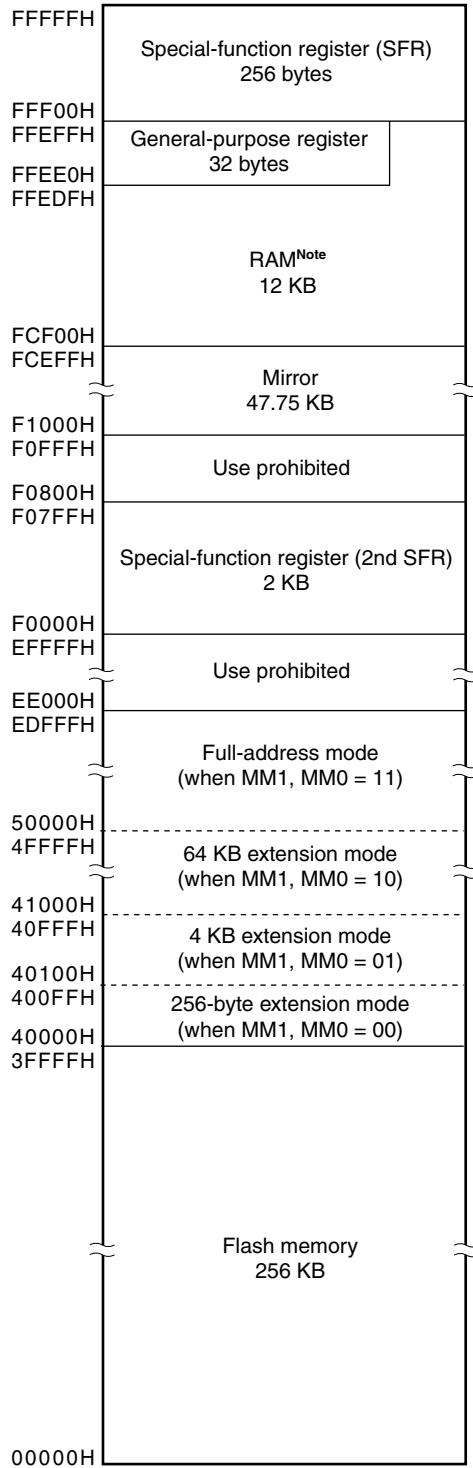 FFFFFH
Special-function register (SFR)
256 bytes
FFF00H
FFEFFH
General-purpose register
32 bytes
FFEE0H
FFEDFH
RAMNote
12 KB
FCF00H
FCEFFH
Mirror
47.75 KB
F1000H
F0FFFH
Use prohibited
F0800H
F07FFH
Special-function register (2nd SFR)
2 KB
F0000H
EFFFFH
Use prohibited
EE000H
EDFFFH
Full-address mode
(when MM1, MM0 = 11)
50000H
4FFFFH
64 KB extension mode
(when MM1, MM0 = 10)
41000H
40FFFH
4 KB extension mode
(when MM1, MM0 = 01)
40100H
400FFH
256-byte extension mode
(when MM1, MM0 = 00)
40000H
3FFFFH
Flash memory
256 KB
00000H